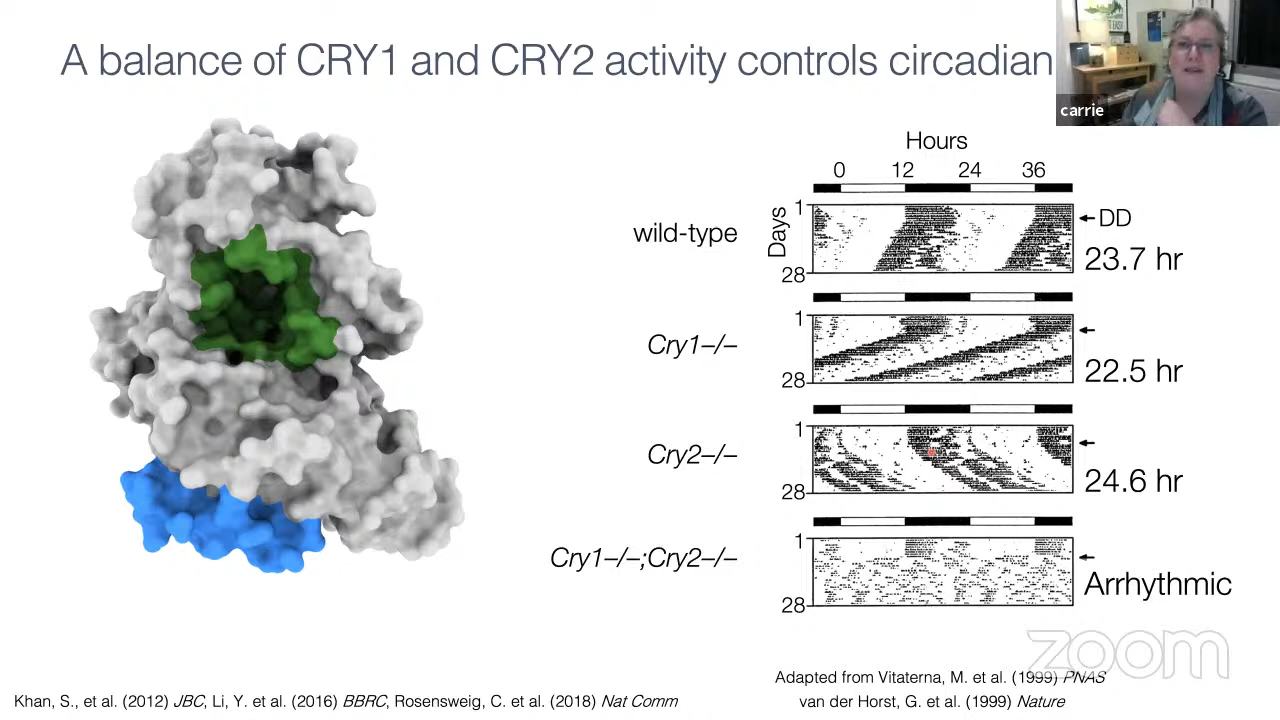 A balance of CRY1 and CRY2 activity controls circadian
carrie
Hours
0 12 24 36
wild-type
Days
1
28
DD
23.7 hr
Cry1–/–
1
28
22.5 hr
Cry2–/–
1
28
24.6 hr
Cry1–/–;Cry2–/–
1
28
Arrhythmic
zoom
Adapted from Vitaterna, M. et al. (1999) PNAS
van der Horst, G. et al. (1999) Nature
Khan, S., et al. (2012) JBC, Li, Y. et al. (2016) BBRC, Rosensweig, C. et al. (2018) Nat Comm